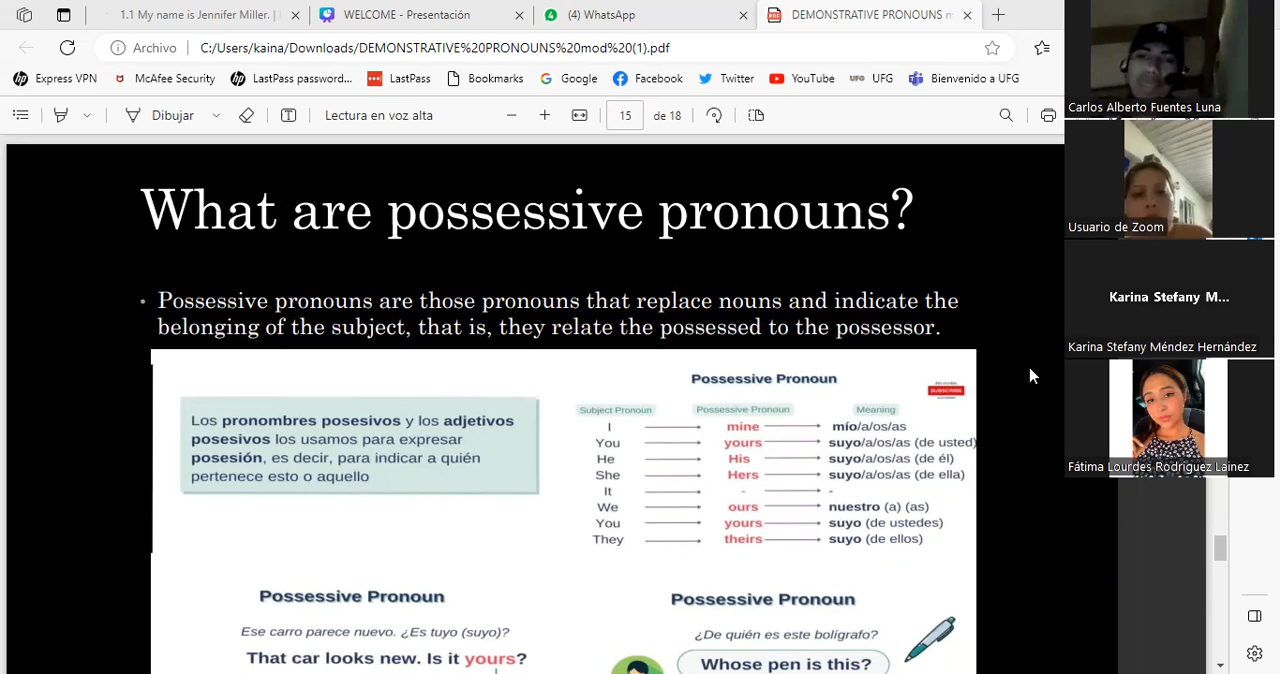 1.1 My name is Jennifer Miller. |
WELCOME - Presentación
(4) WhatsApp
DEMONSTRATIVE PRONOUNS m
Archivo
C:/Users/kaina/Downloads/DEMONSTRATIVE%20PRONOUNS%20mod%20(1).pdf
Express VPN
McAfee Security
LastPass password...
LastPass
Bookmarks
Google
Facebook
Twitter
YouTube
UFG
Bienvenido a UFG
Dibujar
Lectura en voz alta
15
de 18
What are possessive pronouns?
• Possessive pronouns are those pronouns that replace nouns and indicate the
belonging of the subject, that is, they relate the possessed to the possessor.
Los pronombres posesivos y los adjetivos
posesivos los usamos para expresar
posesión, es decir, para indicar a quién
pertenece esto o aquello
Possessive Pronoun
SUBSCRIBE
Subject Pronoun Possessive Pronoun Meaning
I mine mío/a/os/as
You yours suyo/a/os/as (de usted)
He His suyo/a/os/as (de él)
She Hers suyo/a/os/as (de ella)
It - -
We ours nuestro (a) (as)
You yours suyo (de ustedes)
They theirs suyo (de ellos)
Possessive Pronoun
Ese carro parece nuevo. ¿Es tuyo (suyo)?
That car looks new. Is it yours?
Possessive Pronoun
¿De quién es este bolígrafo?
Whose pen is this?
Carlos Alberto Fuentes Luna
Usuario de Zoom
Karina Stefany M...
Karina Stefany Méndez Hernández
Fátima Lourdes Rodriguez Lainez